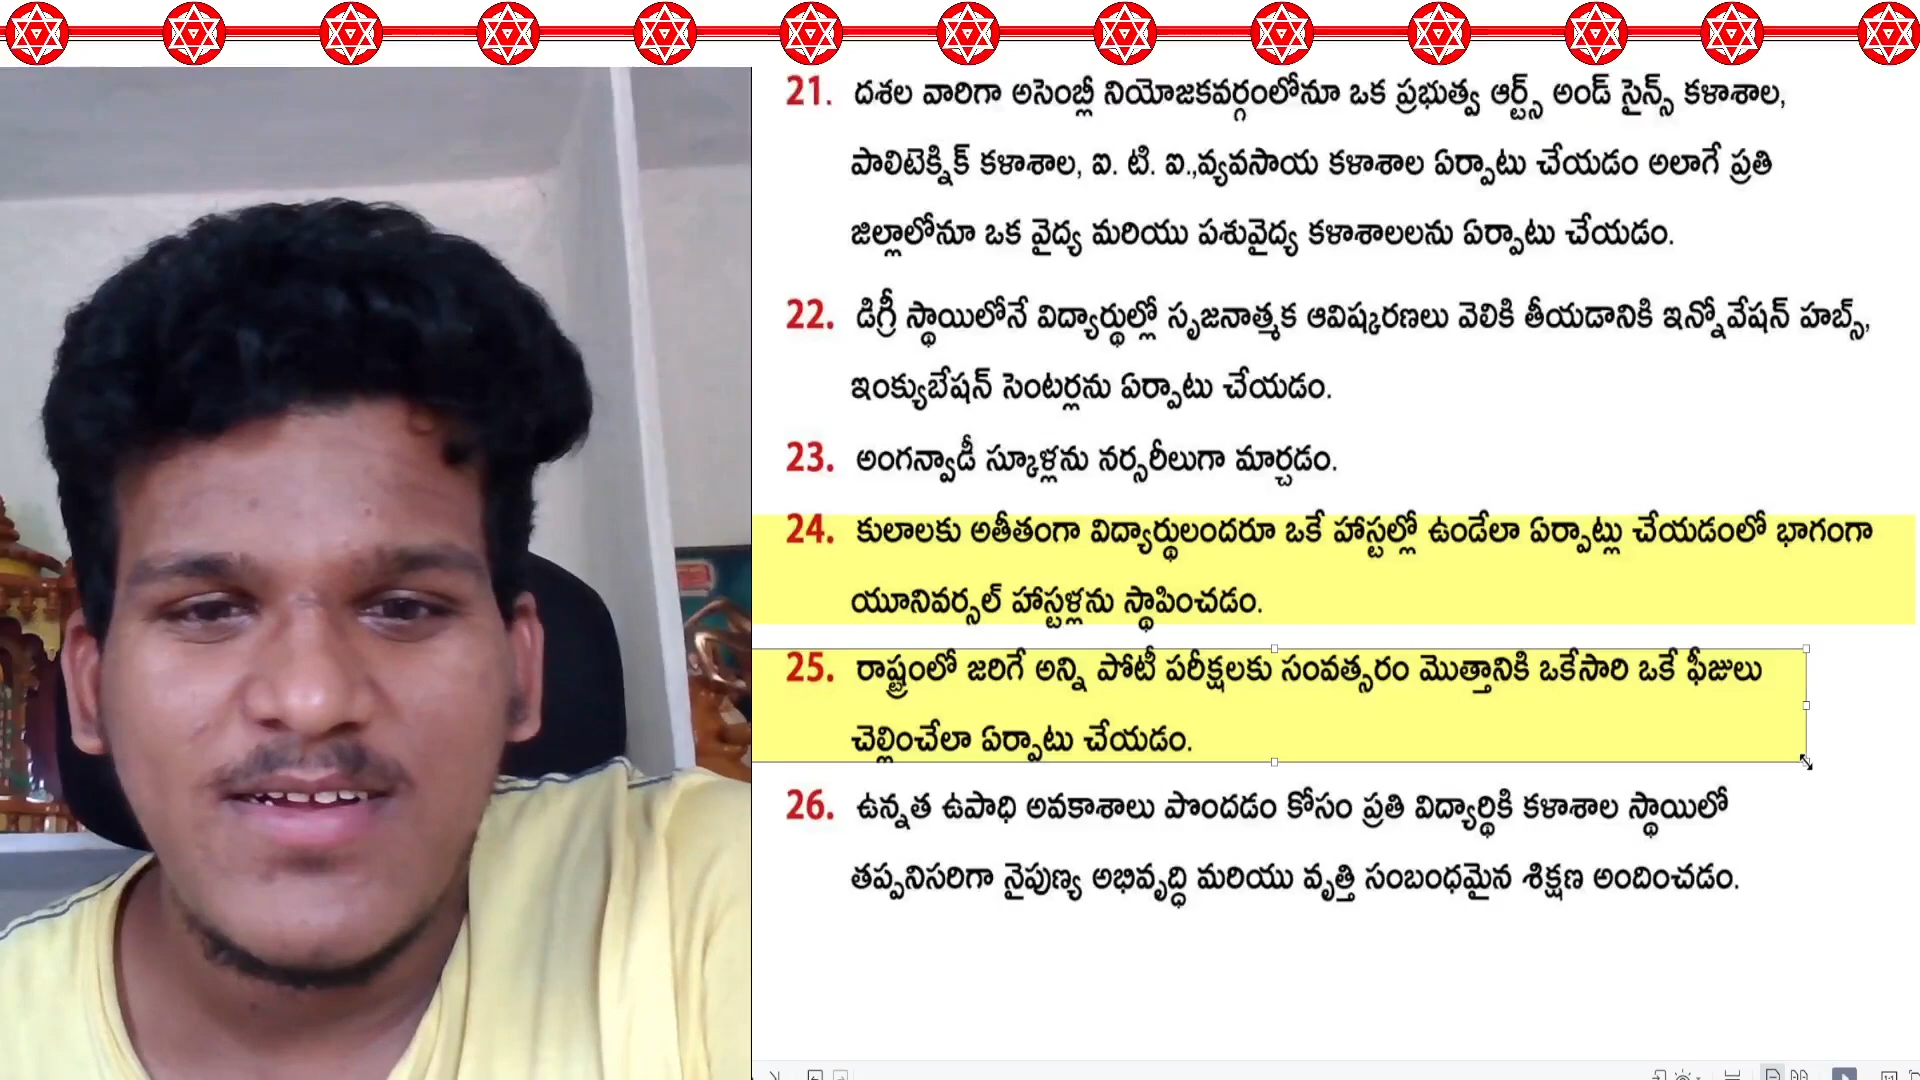 21. దశల వారిగా అసెంబ్లీ నియోజకవర్గంలోనూ ఒక ప్రభుత్వ ఆర్ట్స్ అండ్ సైన్స్ కళాశాల,
పాలిటెక్నిక్ కళాశాల, ఐ. టి. ఐ.,వ్యవసాయ కళాశాల ఏర్పాటు చేయడం అలాగే ప్రతి
జిల్లాలోనూ ఒక వైద్య మరియు పశువైద్య కళాశాలలను ఏర్పాటు చేయడం.
22. డిగ్రీ స్థాయిలోనే విద్యార్థుల్లో సృజనాత్మక ఆవిష్కరణలు వెలికి తీయడానికి ఇన్నోవేషన్ హబ్స్,
ఇంక్యుబేషన్ సెంటర్లను ఏర్పాటు చేయడం.
23. అంగన్వాడీ స్కూళ్లను నర్సరీలుగా మార్చడం.
24. కులాలకు అతీతంగా విద్యార్థులందరూ ఒకే హాస్టల్లో ఉండేలా ఏర్పాట్లు చేయడంలో భాగంగా
యూనివర్సల్ హాస్టళ్లను స్థాపించడం.
25. రాష్ట్రంలో జరిగే అన్ని పోటీ పరీక్షలకు సంవత్సరం మొత్తానికి ఒకేసారి ఒకే ఫీజులు
చెల్లించేలా ఏర్పాటు చేయడం.
26. ఉన్నత ఉపాధి అవకాశాలు పొందడం కోసం ప్రతి విద్యార్థికి కళాశాల స్థాయిలో
తప్పనిసరిగా నైపుణ్య అభివృద్ధి మరియు వృత్తి సంబంధమైన శిక్షణ అందించడం.